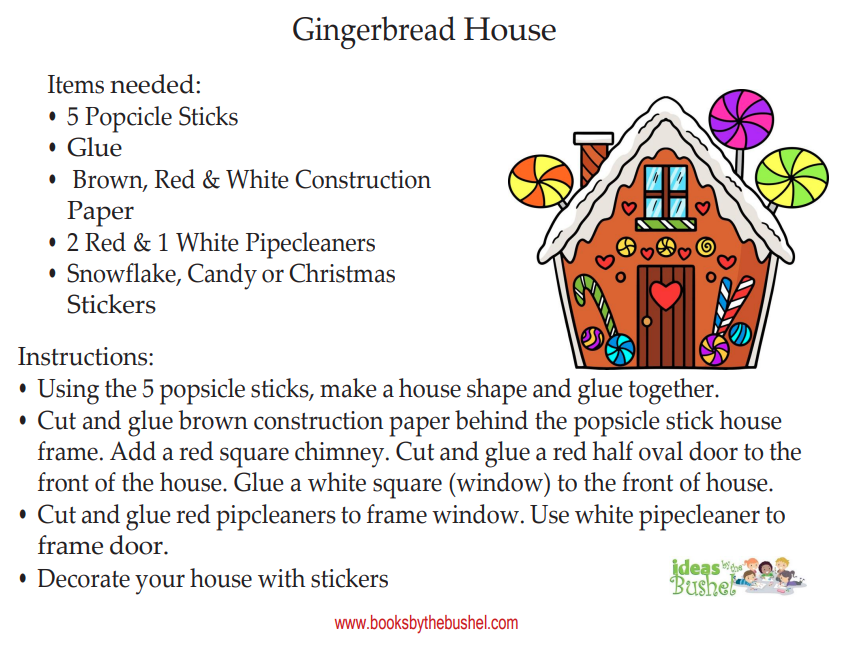 Gingerbread House
Items needed:
• 5 Popcicle Sticks
• Glue
• Brown, Red & White Construction
Paper
• 2 Red & 1 White Pipecleaners
• Snowflake, Candy or Christmas
Stickers
Instructions:
• Using the 5 popsicle sticks, make a house shape and glue together.
• Cut and glue brown construction paper behind the popsicle stick house
frame. Add a red square chimney. Cut and glue a red half oval door to the
front of the house. Glue a white square (window) to the front of house.
• Cut and glue red pipcleaners to frame window. Use white pipecleaner to
frame door.
• Decorate your house with stickers
ideas by the
Bushel
www.booksbythebushel.com